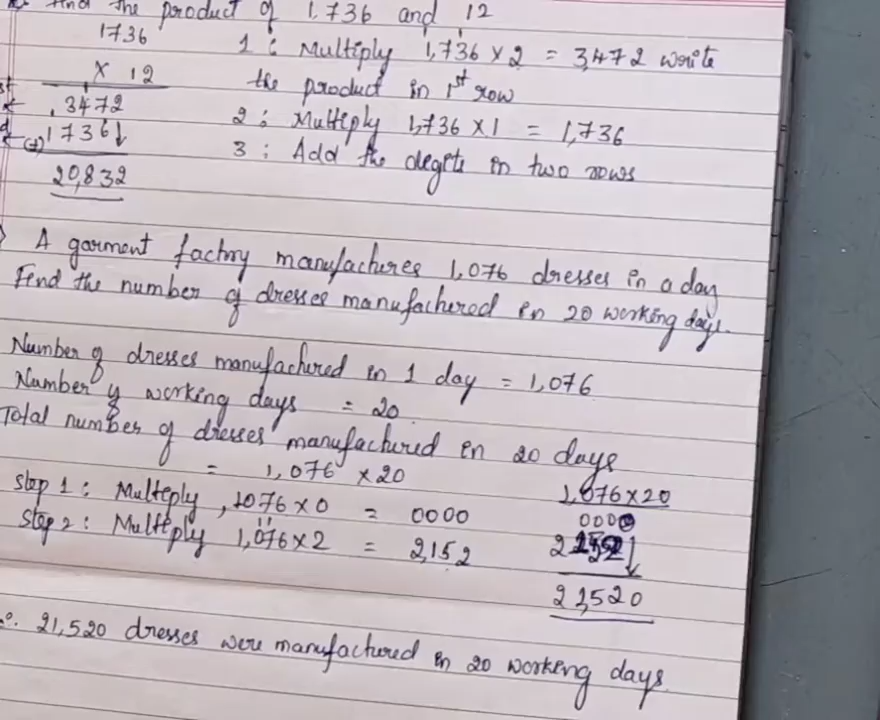 Find the product of 1,736 and 12
1736
× 12
3472
(+) 1736↓
20,832
1 : Multiply 1,736 × 2 = 3,472 write
the product in 1st row
2 : Multiply 1,736 × 1 = 1,736
3 : Add the degits in two rows
A garment factory manufactures 1,076 dresses in a day
Find the number of dresses manufactured in 20 working days.
Number of dresses manufactured in 1 day = 1,076
Number of working days = 20
Total number of dresses manufactured in 20 days
= 1,076 × 20
Step 1 : Multeply 1076 × 0 = 0000
Step 2 : Multiply 1,076 × 2 = 2,152
1,076 × 20
0000
2152↓
21,520
∴ 21,520 dresses were manufactured in 20 working days.